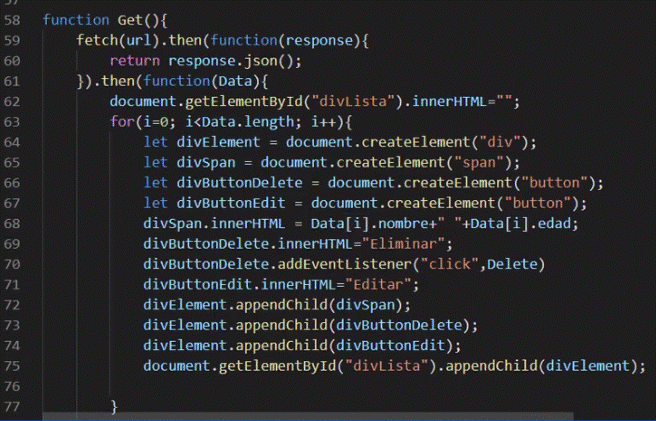 58 function Get(){
59     fetch(url).then(function(response){
60         return response.json();
61     }).then(function(Data){
62         document.getElementById("divLista").innerHTML="";
63         for(i=0; i<Data.length; i++){
64             let divElement = document.createElement("div");
65             let divSpan = document.createElement("span");
66             let divButtonDelete = document.createElement("button");
67             let divButtonEdit = document.createElement("button");
68             divSpan.innerHTML = Data[i].nombre+" "+Data[i].edad;
69             divButtonDelete.innerHTML="Eliminar";
70             divButtonDelete.addEventListener("click",Delete)
71             divButtonEdit.innerHTML="Editar";
72             divElement.appendChild(divSpan);
73             divElement.appendChild(divButtonDelete);
74             divElement.appendChild(divButtonEdit);
75             document.getElementById("divLista").appendChild(divElement);
76
77         }